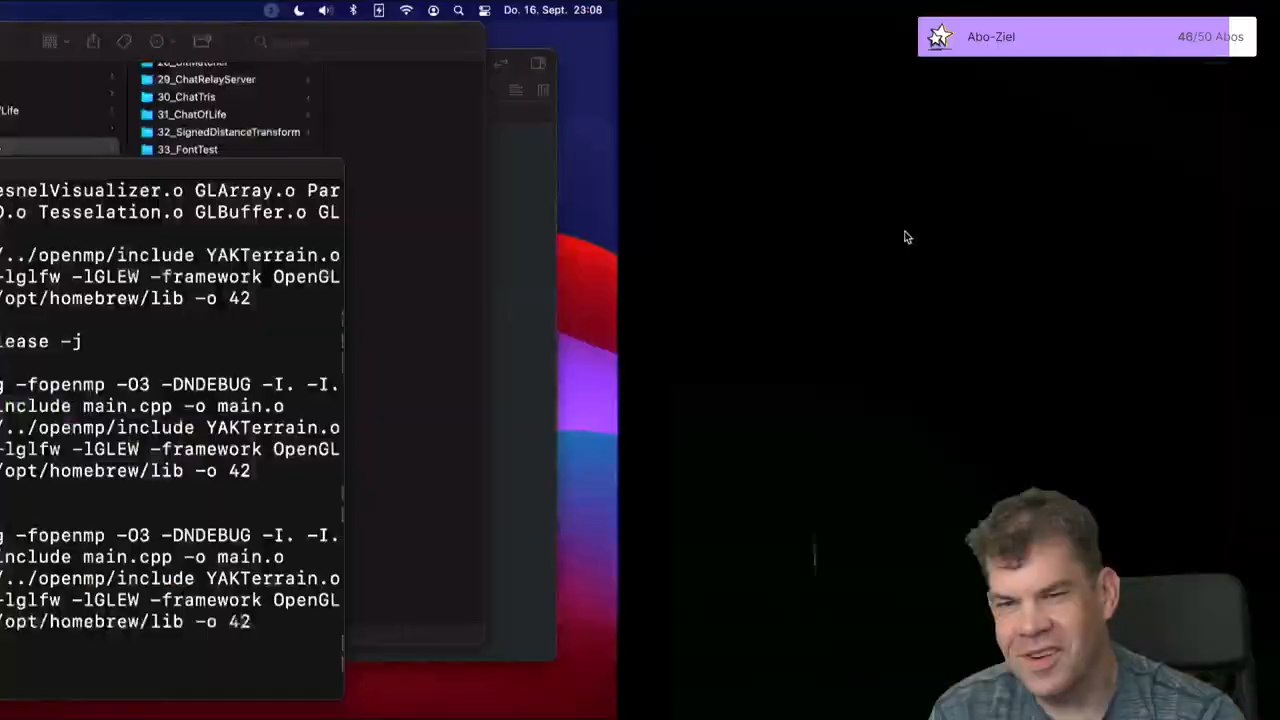 Do. 16. Sept. 23:08
Abo-Ziel
46/50 Abos
29_ChatRelayServer
30_ChatTris
31_ChatOfLife
32_SignedDistanceTransform
33_FontTest
/Life
esnelVisualizer.o GLArray.o Par
D.o Tesselation.o GLBuffer.o GL
/../openmp/include YAKTerrain.o
-lglfw -lGLEW -framework OpenGL
/opt/homebrew/lib -o 42
lease -j
g -fopenmp -O3 -DNDEBUG -I. -I.
include main.cpp -o main.o
/../openmp/include YAKTerrain.o
-lglfw -lGLEW -framework OpenGL
/opt/homebrew/lib -o 42
g -fopenmp -O3 -DNDEBUG -I. -I.
include main.cpp -o main.o
/../openmp/include YAKTerrain.o
-lglfw -lGLEW -framework OpenGL
/opt/homebrew/lib -o 42